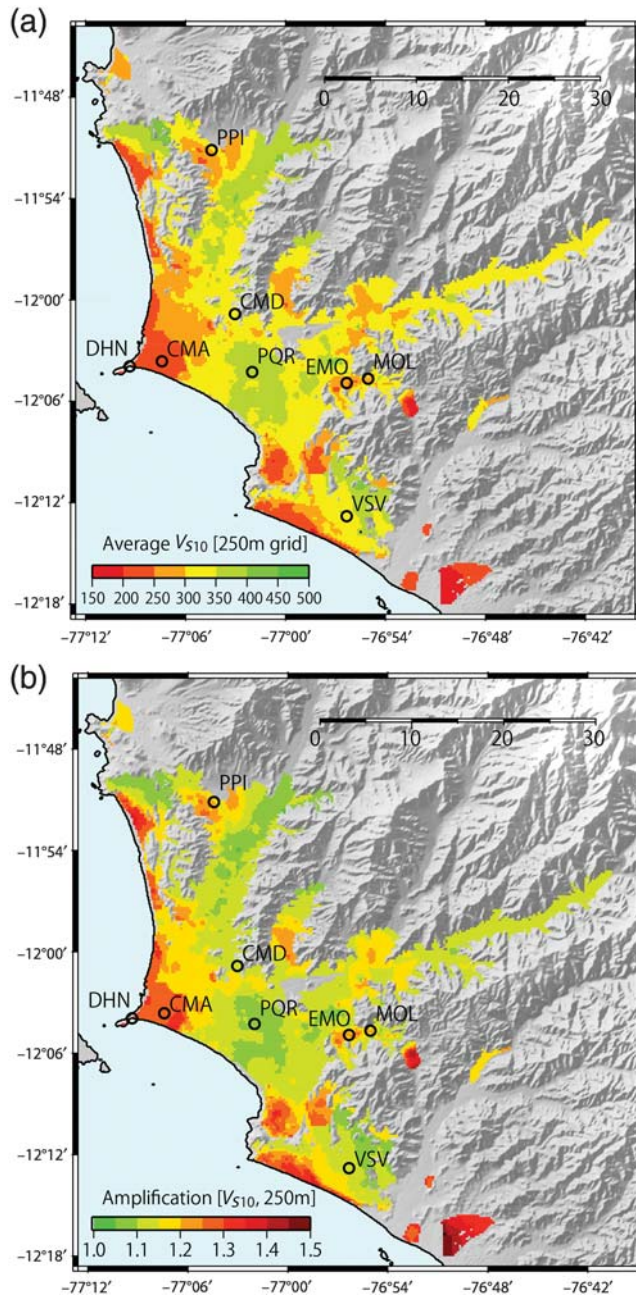 (a)
0 10 20 30
−11°48′
PPI
−11°54′
−12°00′
CMD
DHN CMA PQR EMO MOL
−12°06′
−12°12′
VSV
Average VS10 [250m grid]
150 200 250 300 350 400 450 500
−12°18′
−77°12′ −77°06′ −77°00′ −76°54′ −76°48′ −76°42′
(b)
0 10 20 30
−11°48′
PPI
−11°54′
−12°00′
CMD
DHN CMA PQR EMO MOL
−12°06′
−12°12′
VSV
Amplification [VS10, 250m]
1.0 1.1 1.2 1.3 1.4 1.5
−12°18′
−77°12′ −77°06′ −77°00′ −76°54′ −76°48′ −76°42′